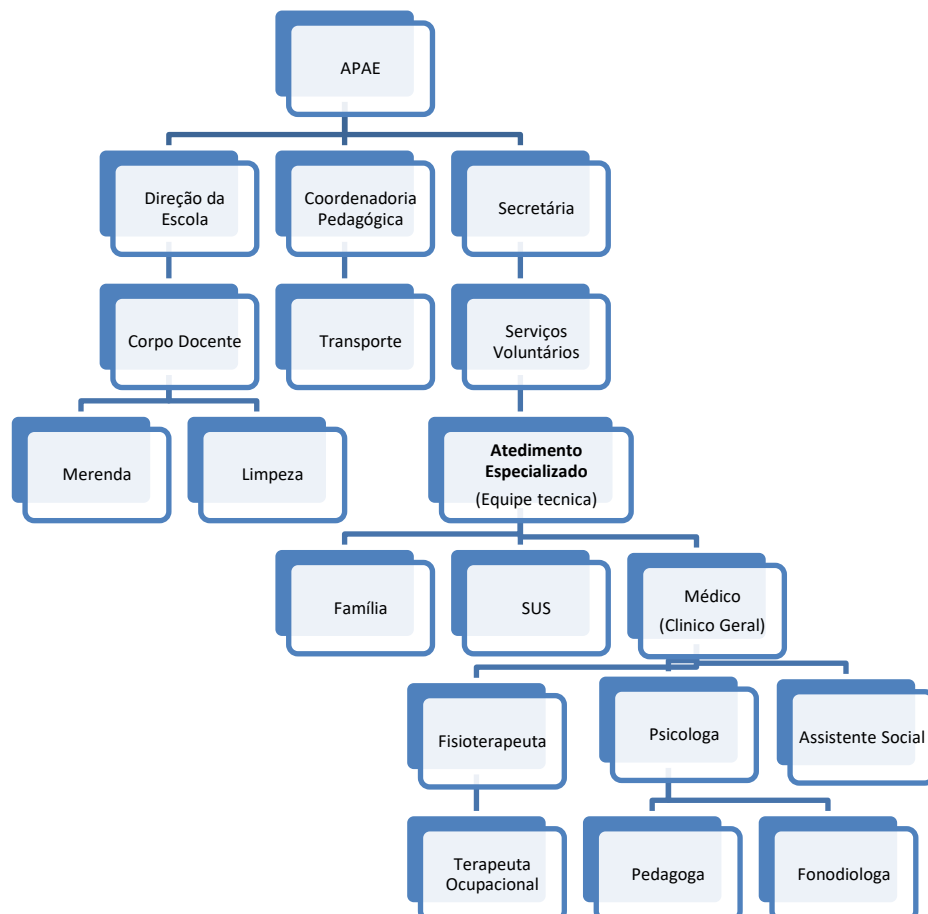 APAE
Direção da
Escola
Coordenadoria
Pedagógica
Secretária
Corpo Docente
Transporte
Serviços
Voluntários
Merenda
Limpeza
Atedimento
Especializado
(Equipe tecnica)
Família
SUS
Médico
(Clinico Geral)
Fisioterapeuta
Psicologa
Assistente Social
Terapeuta
Ocupacional
Pedagoga
Fonodiologa